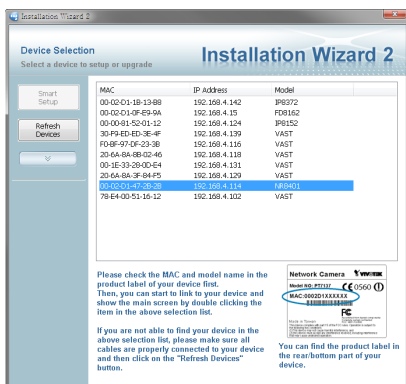 Installation Wizard 2
Device Selection
Select a device to setup or upgrade
Installation Wizard 2
Smart Setup
Refresh Devices
MAC IP Address Model
00-02-D1-1B-13-B8 192.168.4.142 IP8372
00-02-D1-0F-E9-9A 192.168.4.15 FD8162
00-00-81-52-01-12 192.168.4.124 IP8152
30-F9-ED-ED-3E-4F 192.168.4.139 VAST
F0-BF-97-DF-23-3B 192.168.4.116 VAST
20-6A-8A-8B-02-46 192.168.4.118 VAST
00-1E-33-28-0D-E4 192.168.4.131 VAST
20-6A-8A-3F-84-F5 192.168.4.129 VAST
00-02-D1-47-2B-2B 192.168.4.114 NR8401
78-E4-00-51-16-12 192.168.4.102 VAST
Please check the MAC and model name in the
product label of your device first.
Then, you can start to link to your device and
show the main screen by double clicking the
item in the above selection list.
If you are not able to find your device in the
above selection list, please make sure all
cables are properly connected to your device
and then click on the "Refresh Devices"
button.
Network Camera VIVOTEK
Model NO: PT7137 CE 0560
MAC:0002D1XXXXXX
FC
Made in Taiwan
You can find the product label in
the rear/bottom part of your
device.